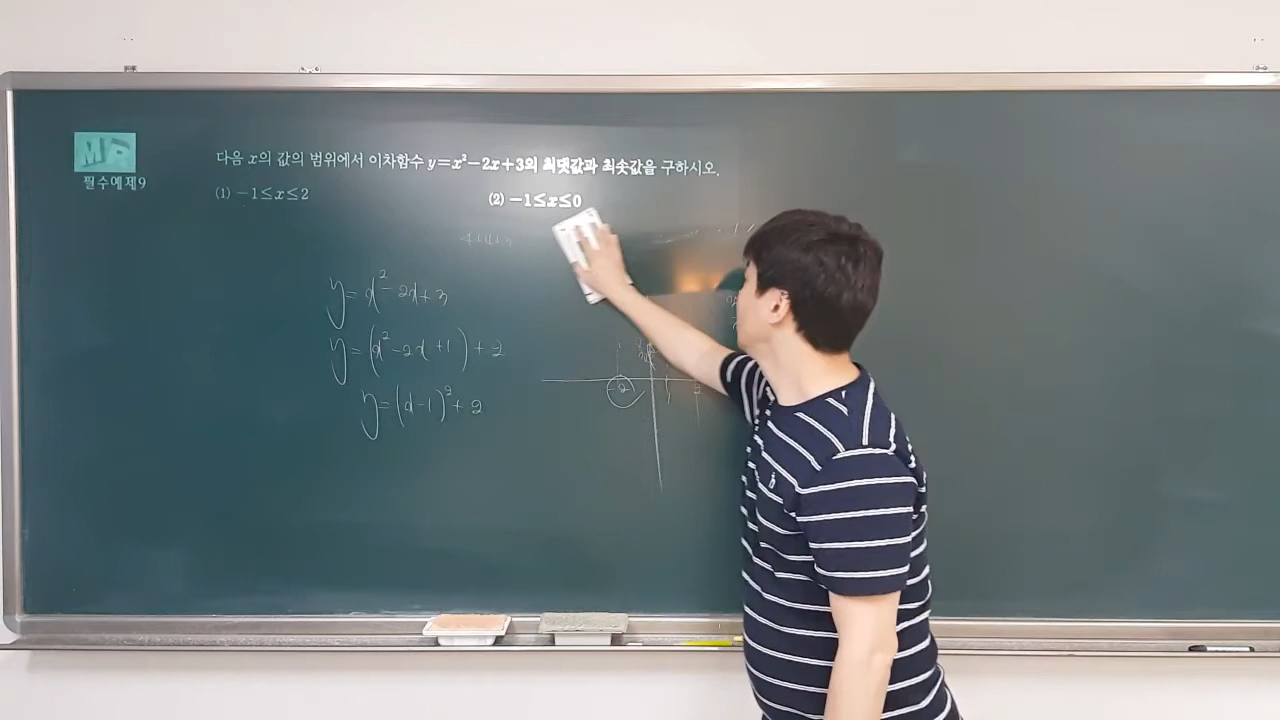 필수예제9
다음 x의 값의 범위에서 이차함수 y=x²−2x+3의 최댓값과 최솟값을 구하시오.
(1) −1≤x≤2
(2) −1≤x≤0
y=x²-2x+3
y=(x²-2x+1)+2
y=(x-1)²+2